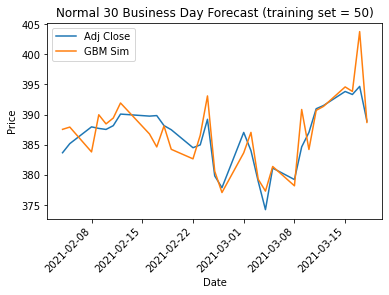 Normal 30 Business Day Forecast (training set = 50)
Adj Close
GBM Sim
405
400
395
390
385
380
375
Price
2021-02-08
2021-02-15
2021-02-22
2021-03-01
2021-03-08
2021-03-15
Date